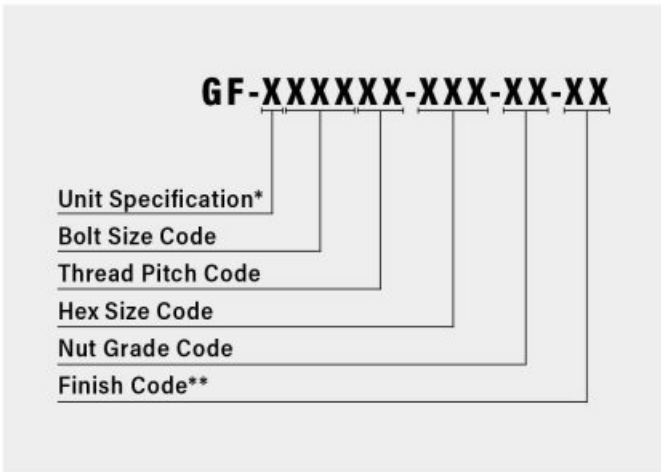 GF-XXXXXX-XXX-XX-XX
Unit Specification*
Bolt Size Code
Thread Pitch Code
Hex Size Code
Nut Grade Code
Finish Code**